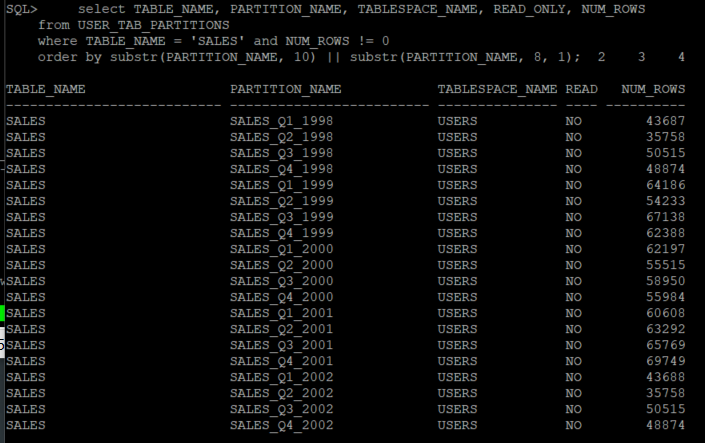 SQL>     select TABLE_NAME, PARTITION_NAME, TABLESPACE_NAME, READ_ONLY, NUM_ROWS
from USER_TAB_PARTITIONS
where TABLE_NAME = 'SALES' and NUM_ROWS != 0
order by substr(PARTITION_NAME, 10) || substr(PARTITION_NAME, 8, 1);  2    3    4
TABLE_NAME PARTITION_NAME TABLESPACE_NAME READ NUM_ROWS
--------------------------- ------------------------- --------------- ---- ----------
SALES SALES_Q1_1998 USERS NO 43687
SALES SALES_Q2_1998 USERS NO 35758
SALES SALES_Q3_1998 USERS NO 50515
SALES SALES_Q4_1998 USERS NO 48874
SALES SALES_Q1_1999 USERS NO 64186
SALES SALES_Q2_1999 USERS NO 54233
SALES SALES_Q3_1999 USERS NO 67138
SALES SALES_Q4_1999 USERS NO 62388
SALES SALES_Q1_2000 USERS NO 62197
SALES SALES_Q2_2000 USERS NO 55515
SALES SALES_Q3_2000 USERS NO 58950
SALES SALES_Q4_2000 USERS NO 55984
SALES SALES_Q1_2001 USERS NO 60608
SALES SALES_Q2_2001 USERS NO 63292
SALES SALES_Q3_2001 USERS NO 65769
SALES SALES_Q4_2001 USERS NO 69749
SALES SALES_Q1_2002 USERS NO 43688
SALES SALES_Q2_2002 USERS NO 35758
SALES SALES_Q3_2002 USERS NO 50515
SALES SALES_Q4_2002 USERS NO 48874